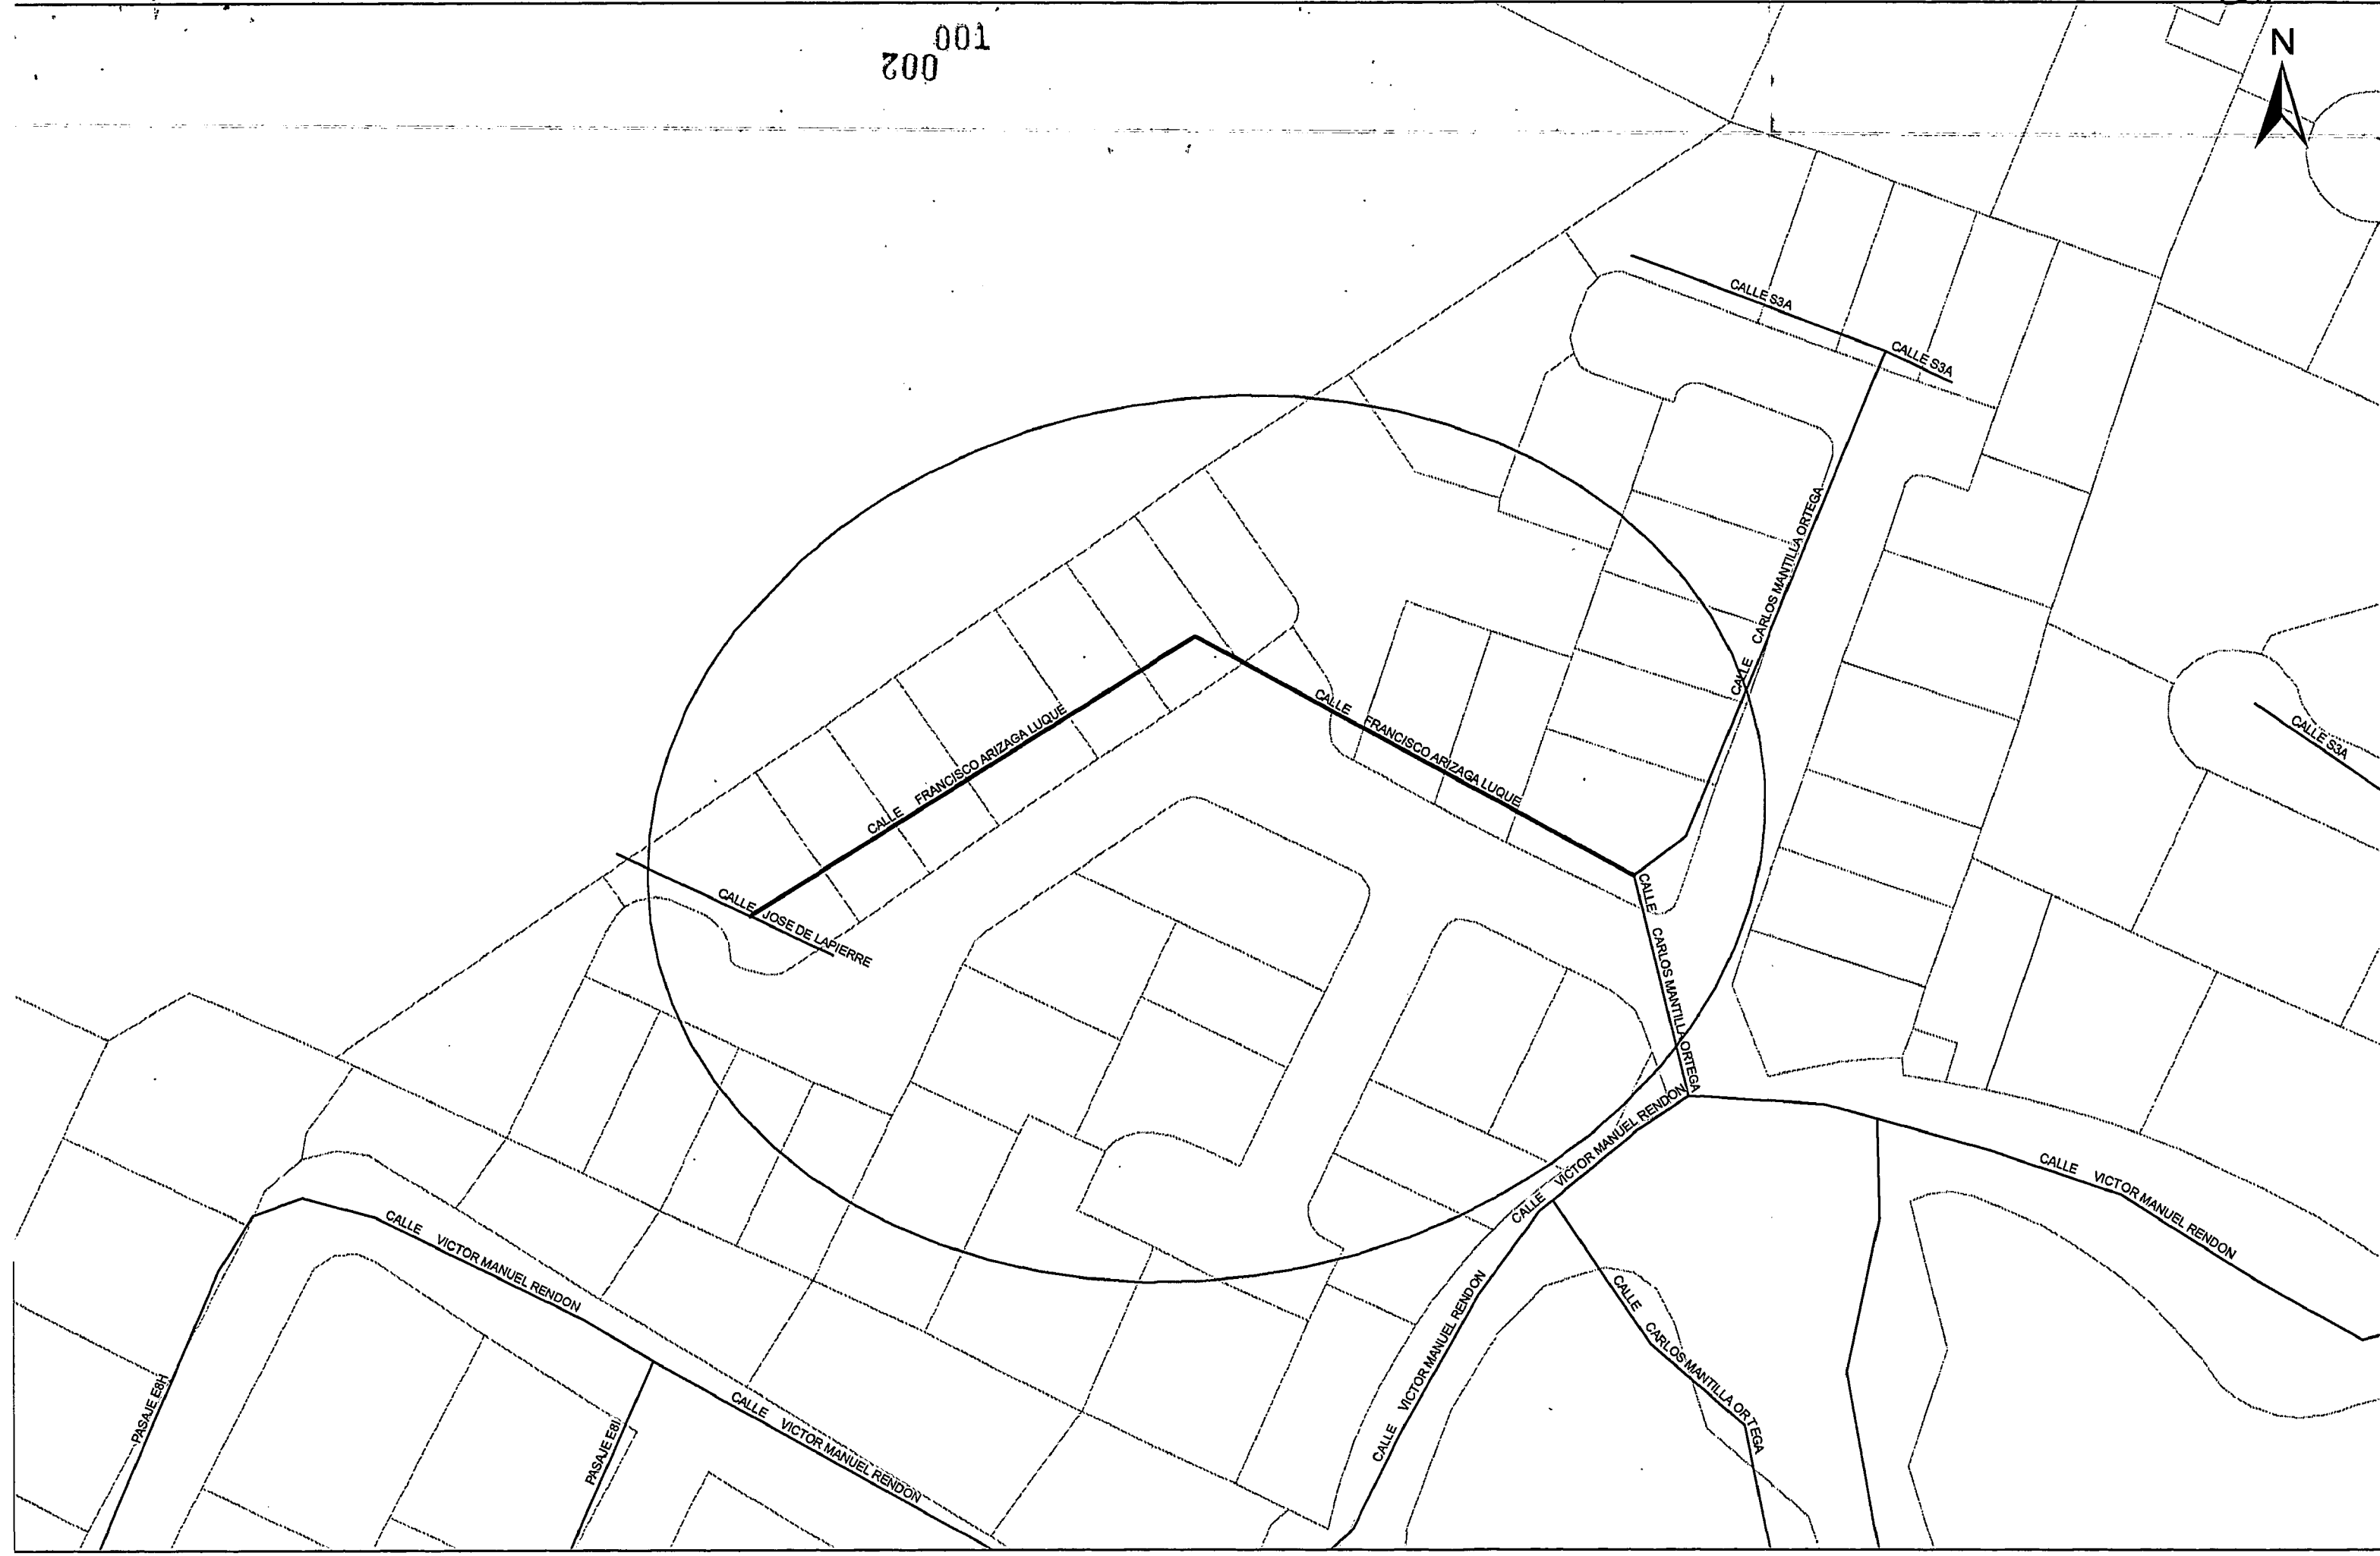 001
002
N
CALLE S3A
CALLE S3A
CALLE CARLOS MANTILLA ORTEGA
CALLE FRANCISCO ARIZAGA LUQUE
CALLE FRANCISCO ARIZAGA LUQUE
CALLE S3A
CALLE JOSE DE LAPIERRE
CALLE CARLOS MANTILLA ORTEGA
CALLE VICTOR MANUEL RENDON
CALLE VICTOR MANUEL RENDON
CALLE VICTOR MANUEL RENDON
CALLE VICTOR MANUEL RENDON
CALLE CARLOS MANTILLA ORTEGA
PASAJE E8H
PASAJE E8I
CALLE VICTOR MANUEL RENDON